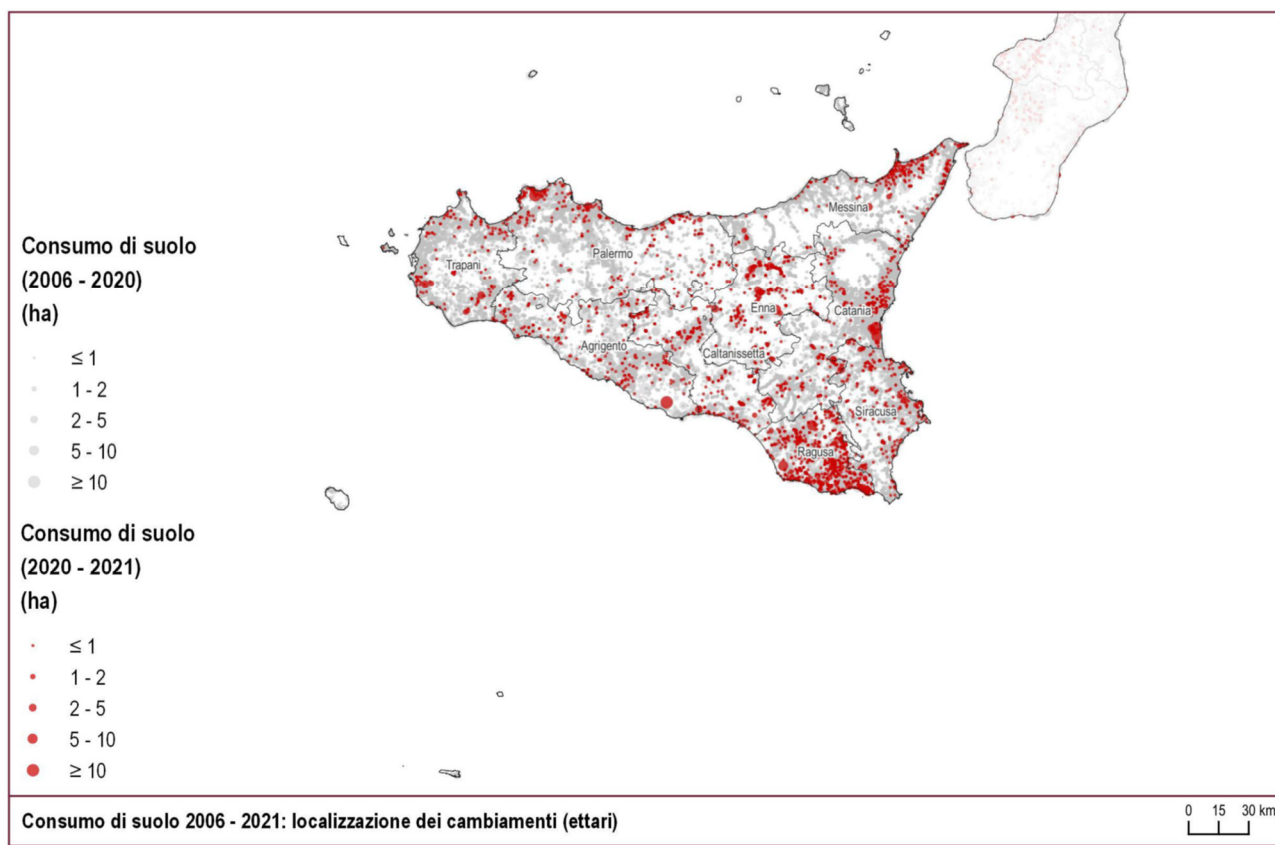 Consumo di suolo
(2006 - 2020)
(ha)
≤ 1
1 - 2
2 - 5
5 - 10
≥ 10
Consumo di suolo
(2020 - 2021)
(ha)
≤ 1
1 - 2
2 - 5
5 - 10
≥ 10
Messina
Palermo
Trapani
Enna
Catania
Agrigento
Caltanissetta
Siracusa
Ragusa
Consumo di suolo 2006 - 2021: localizzazione dei cambiamenti (ettari)
0 15 30 km